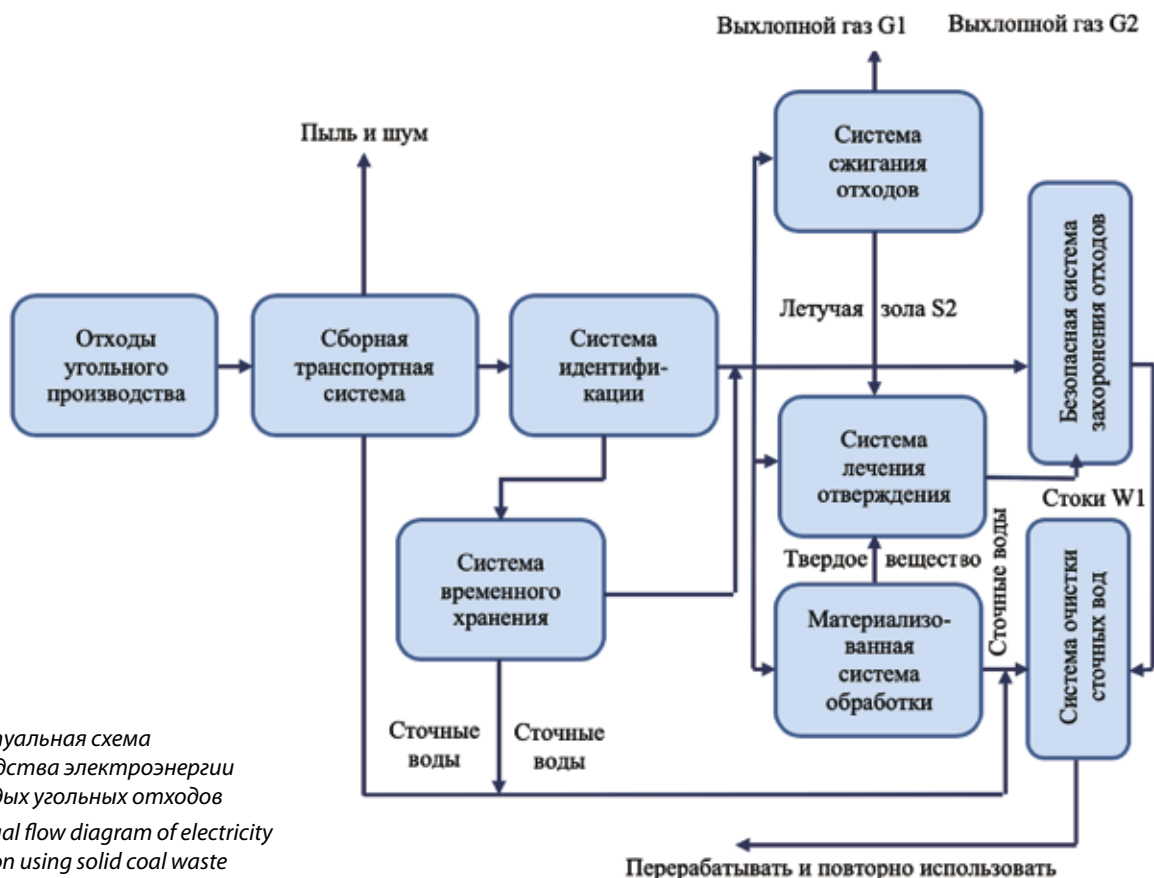 Выхлопной газ G1
Выхлопной газ G2
Пыль и шум
Система
сжигания
отходов
Летучая зола S2
Отходы
угольного
производства
Сборная
транспортная
система
Система
идентифи-
кации
Безопасная система
захоронения отходов
Система
лечения
отверждения
Стоки W1
Система
временного
хранения
Твердое вещество
Сточные воды
Материализо-
ванная
система
обработки
Система очистки
сточных вод
Сточные
воды
Сточные
воды
Перерабатывать и повторно использовать
туальная схема
дства электроэнергии
дых угольных отходов
al flow diagram of electricity
on using solid coal waste